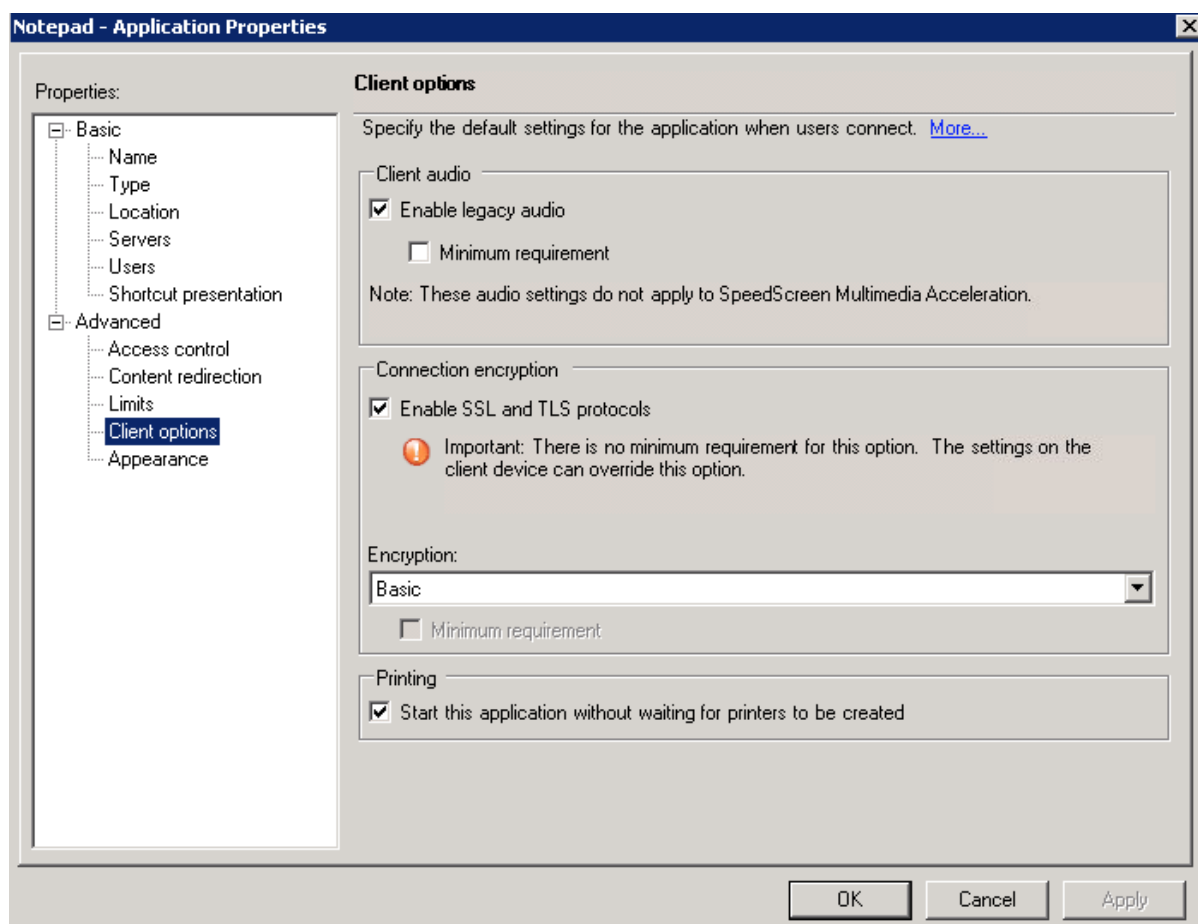 Notepad - Application Properties
Properties:
Basic
Name
Type
Location
Servers
Users
Shortcut presentation
Advanced
Access control
Content redirection
Limits
Client options
Appearance
Client options
Specify the default settings for the application when users connect. More...
Client audio
Enable legacy audio
Minimum requirement
Note: These audio settings do not apply to SpeedScreen Multimedia Acceleration.
Connection encryption
Enable SSL and TLS protocols
Important: There is no minimum requirement for this option. The settings on the
client device can override this option.
Encryption:
Basic
Minimum requirement
Printing
Start this application without waiting for printers to be created
OK
Cancel
Apply